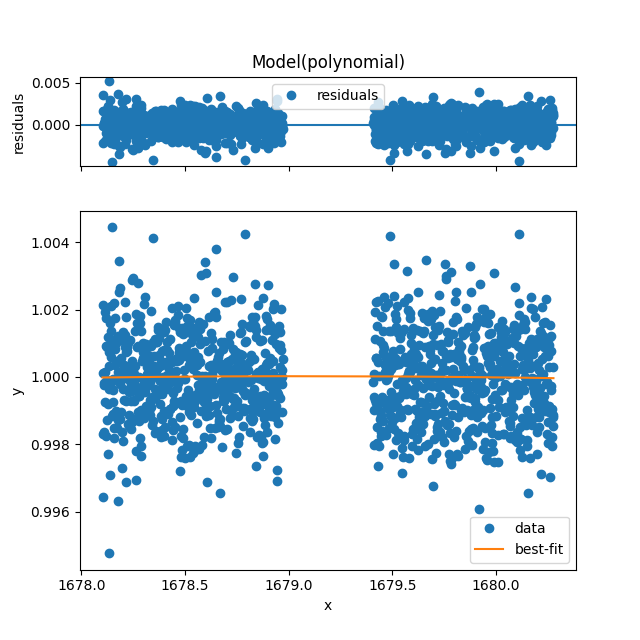 Model(polynomial)
0.005
0.000
residuals
residuals
1.004
1.002
1.000
0.998
0.996
y
data
best-fit
1678.0 1678.5 1679.0 1679.5 1680.0
x